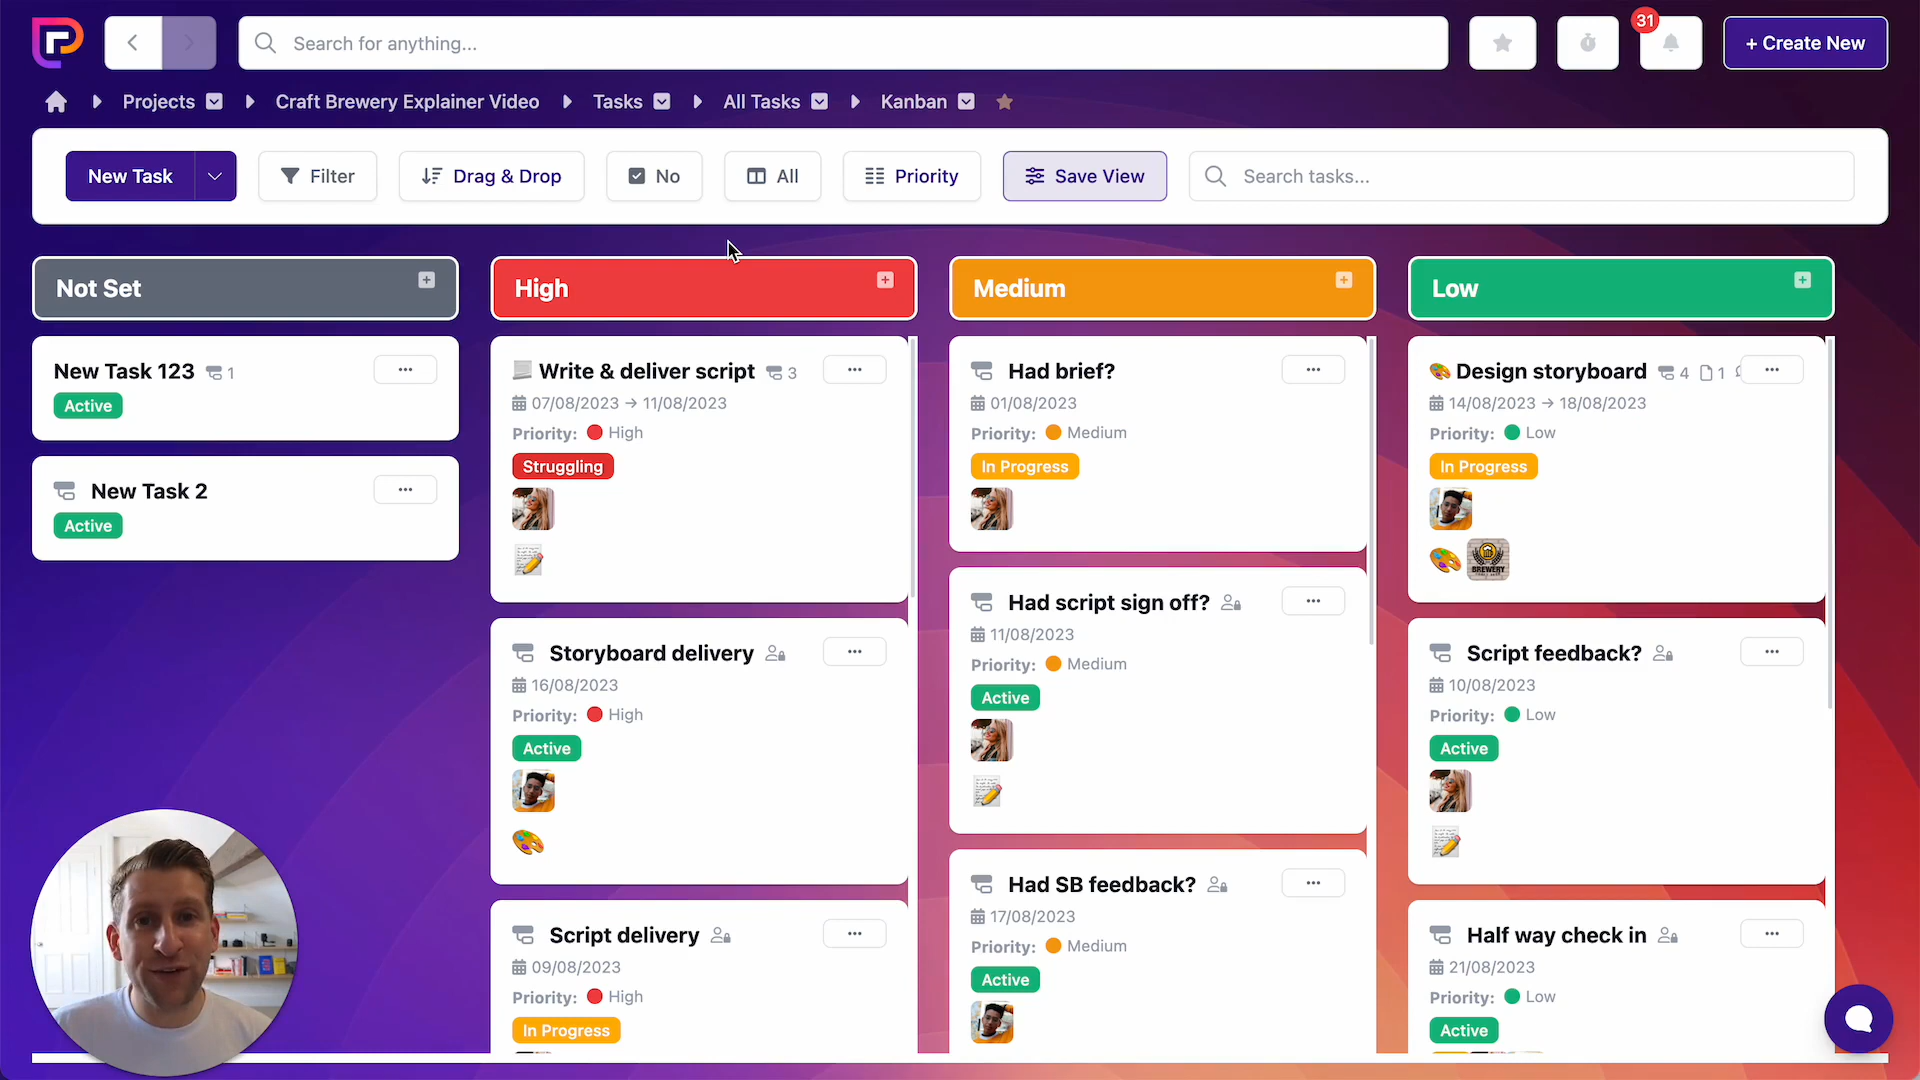 Search for anything...
31
+ Create New
Projects
Craft Brewery Explainer Video
Tasks
All Tasks
Kanban
New Task
Filter
Drag & Drop
No
All
Priority
Save View
Search tasks...
Not Set
New Task 123 1
Active
New Task 2
Active
High
Write & deliver script 3
07/08/2023 → 11/08/2023
Priority: High
Struggling
Storyboard delivery
16/08/2023
Priority: High
Active
Script delivery
09/08/2023
Priority: High
In Progress
Medium
Had brief?
01/08/2023
Priority: Medium
In Progress
Had script sign off?
11/08/2023
Priority: Medium
Active
Had SB feedback?
17/08/2023
Priority: Medium
Active
Low
Design storyboard 4 1
14/08/2023 → 18/08/2023
Priority: Low
In Progress
BREWERY
Script feedback?
10/08/2023
Priority: Low
Active
Half way check in
21/08/2023
Priority: Low
Active